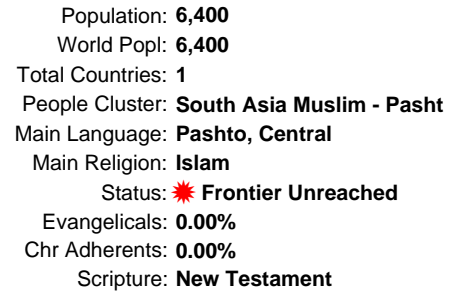 Population: 6,400
World Popl: 6,400
Total Countries: 1
People Cluster: South Asia Muslim - Pasht
Main Language: Pashto, Central
Main Religion: Islam
Status: Frontier Unreached
Evangelicals: 0.00%
Chr Adherents: 0.00%
Scripture: New Testament